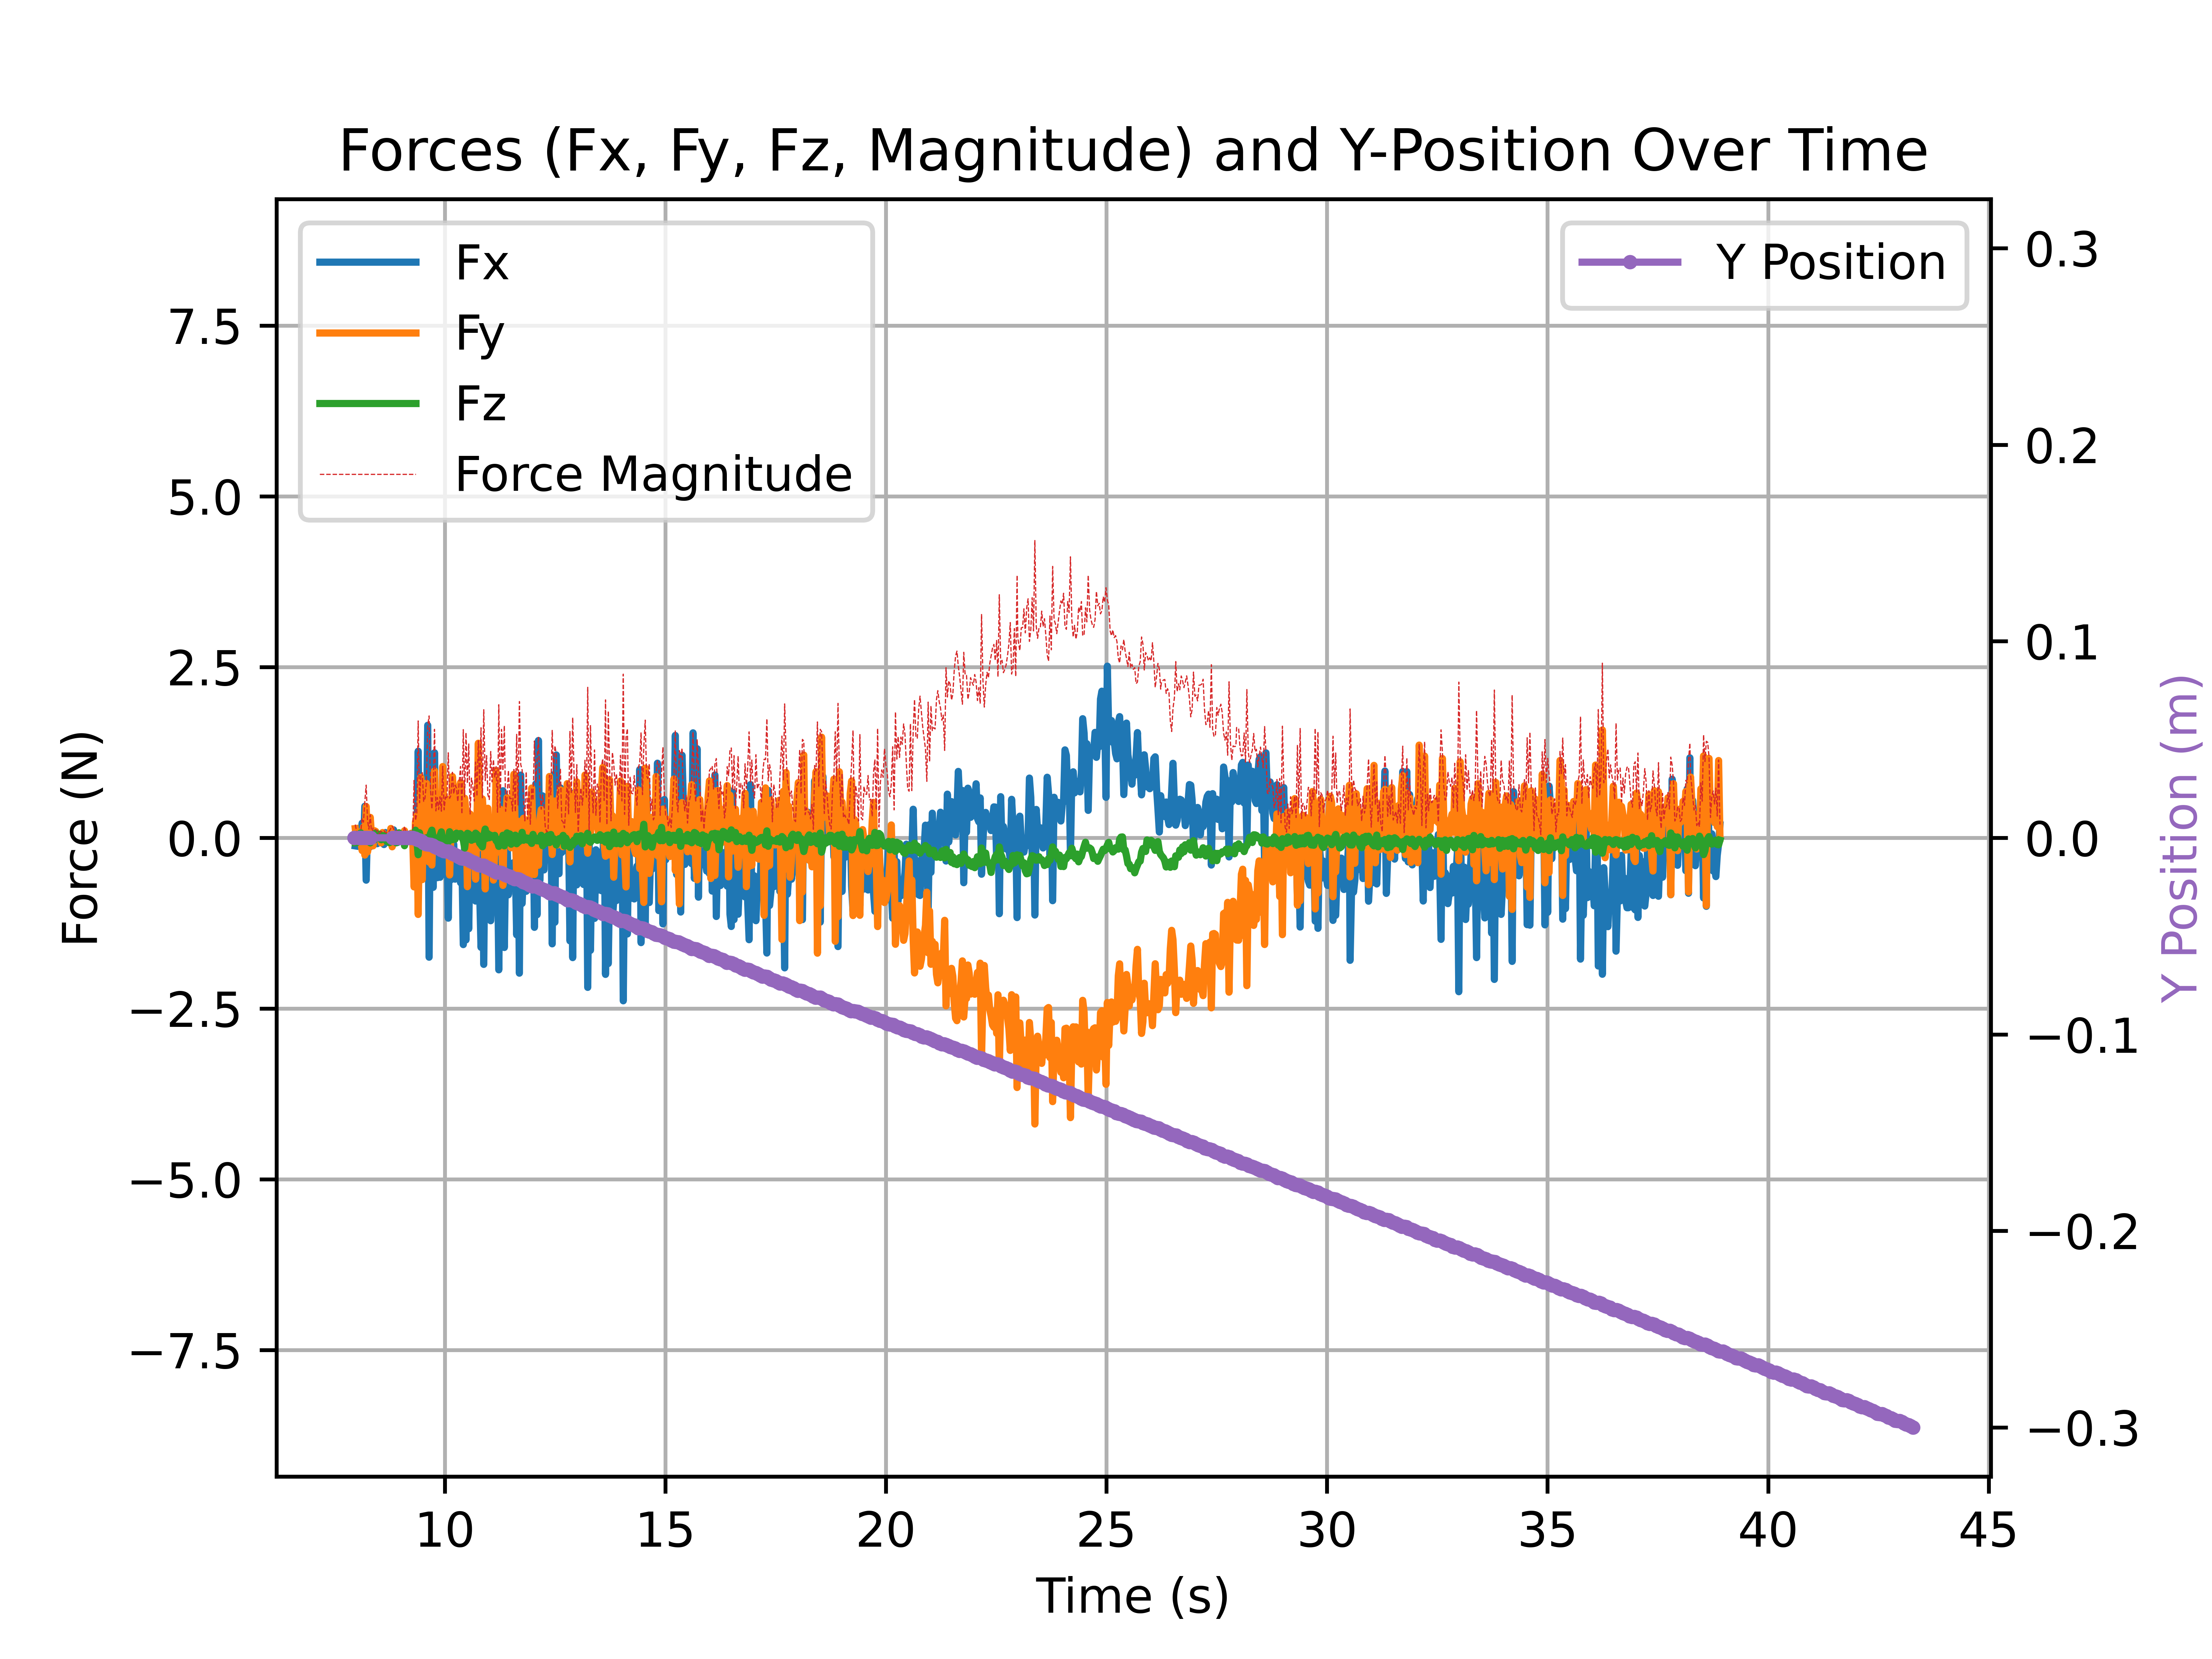 Forces (Fx, Fy, Fz, Magnitude) and Y-Position Over Time
Fx
Fy
Fz
Force Magnitude
Y Position
7.5
5.0
2.5
0.0
−2.5
−5.0
−7.5
Force (N)
0.3
0.2
0.1
0.0
−0.1
−0.2
−0.3
Y Position (m)
10 15 20 25 30 35 40 45
Time (s)